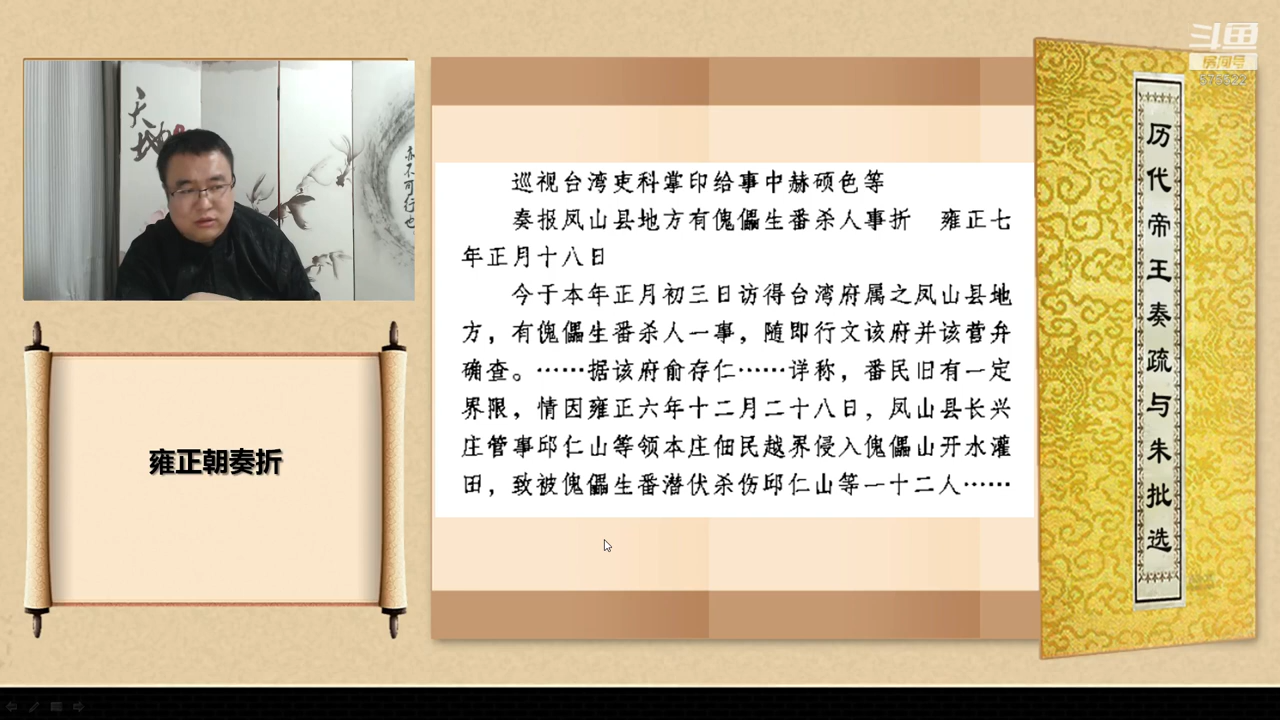 斗鱼
房间号
天地
亦不可行也
巡视台湾吏科掌印给事中赫硕色等
奏报凤山县地方有傀儡生番杀人事折　雍正七
年正月十八日
今于本年正月初三日访得台湾府属之凤山县地
方，有傀儡生番杀人一事，随即行文该府并该营弁
确查。……据该府俞存仁……详称，番民旧有一定
界限，情因雍正六年十二月二十八日，凤山县长兴
庄管事邱仁山等领本庄佃民越界侵入傀儡山开水灌
田，致被傀儡生番潜伏杀伤邱仁山等一十二人……
雍正朝奏折
历代帝王奏疏与朱批选